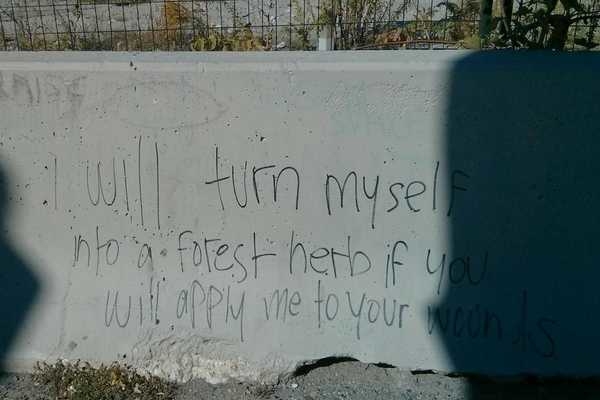 I will turn myself
into a forest herb if you
will apply me to your wounds